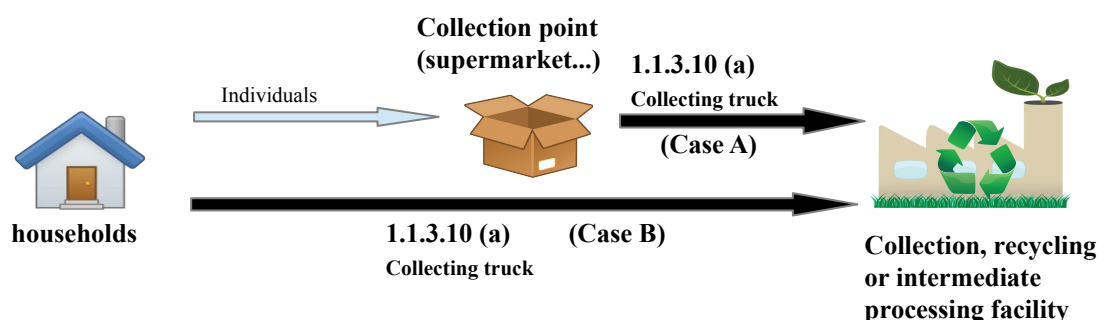 Collection point
(supermarket...)
1.1.3.10 (a)
Collecting truck
(Case A)
Individuals
households
1.1.3.10 (a) (Case B)
Collecting truck
Collection, recycling
or intermediate
processing facility